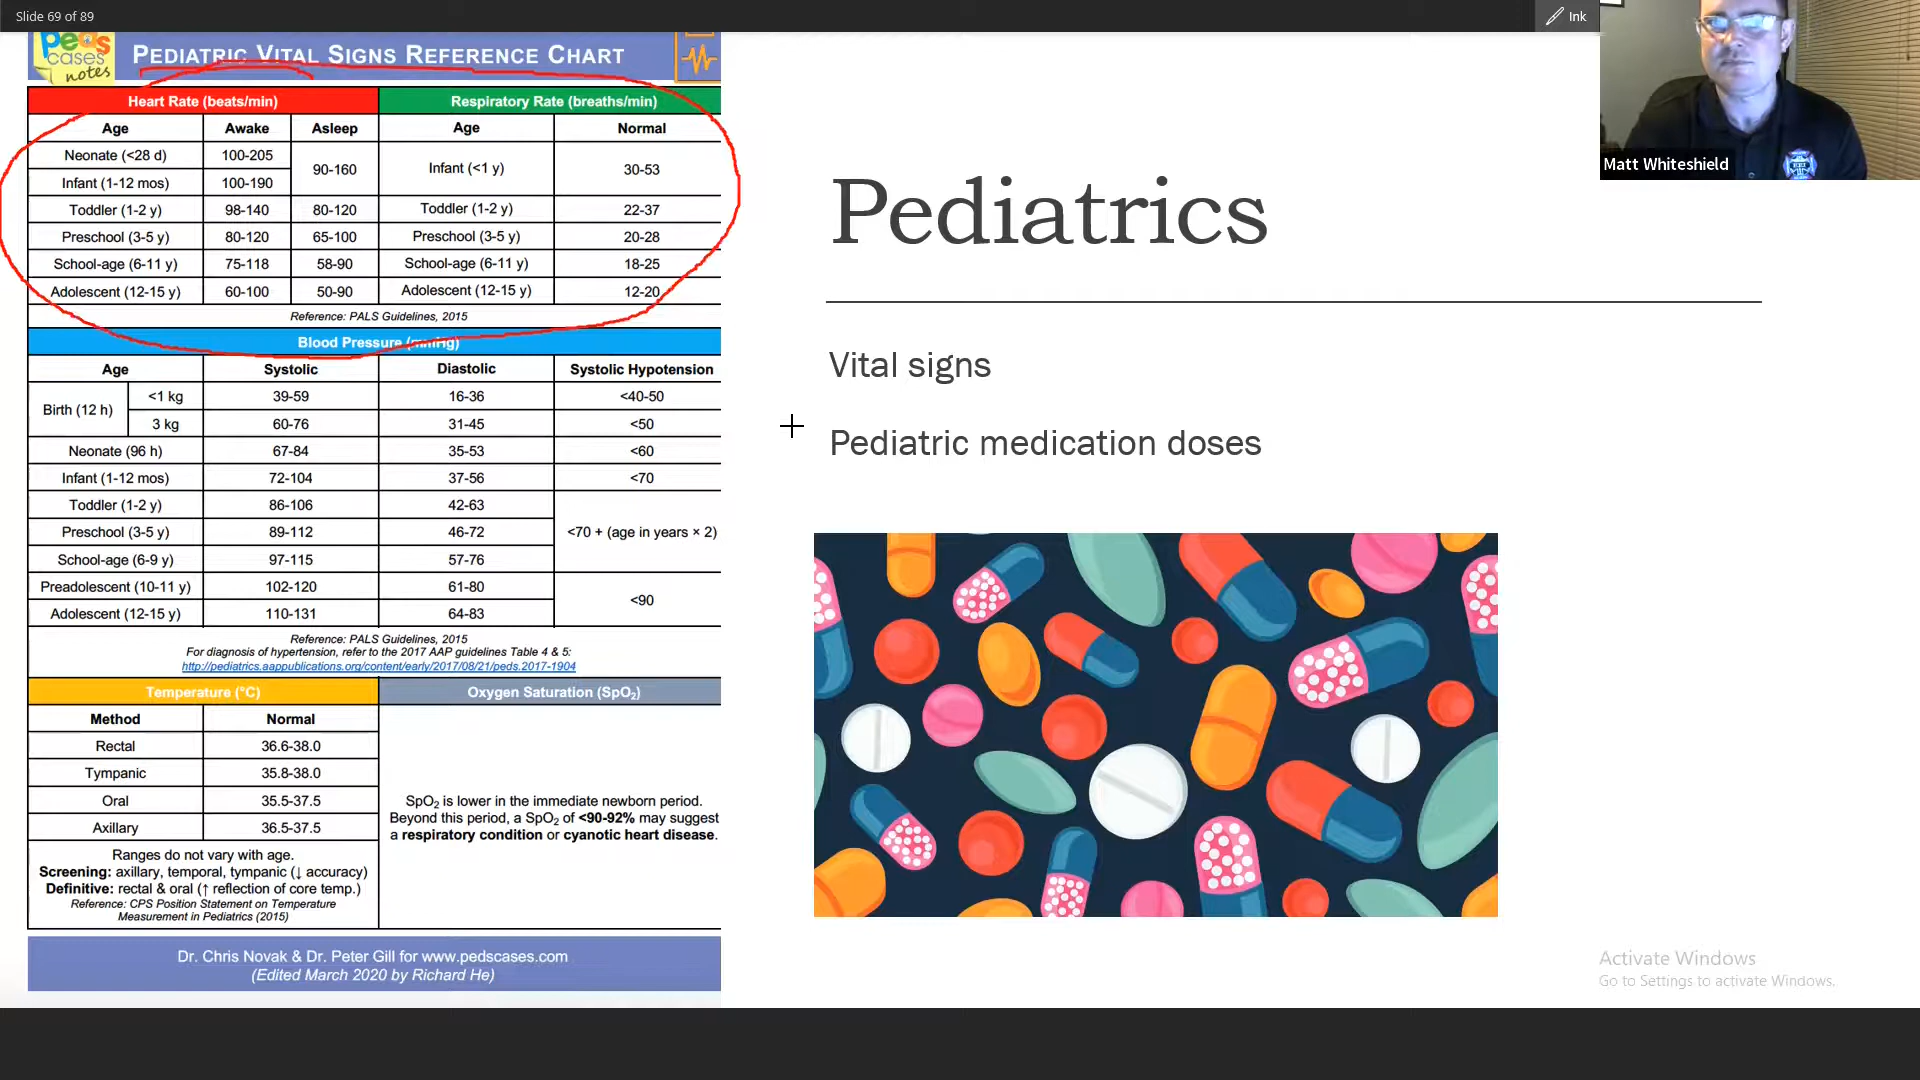 Slide 69 of 89
Ink
Peds
cases
notes
PEDIATRIC VITAL SIGNS REFERENCE CHART
Heart Rate (beats/min) Respiratory Rate (breaths/min)
Age Awake Asleep Age Normal
Neonate (<28 d) 100-205 90-160 Infant (<1 y) 30-53
Infant (1-12 mos) 100-190
Toddler (1-2 y) 98-140 80-120 Toddler (1-2 y) 22-37
Preschool (3-5 y) 80-120 65-100 Preschool (3-5 y) 20-28
School-age (6-11 y) 75-118 58-90 School-age (6-11 y) 18-25
Adolescent (12-15 y) 60-100 50-90 Adolescent (12-15 y) 12-20
Reference: PALS Guidelines, 2015
Blood Pressure (mmHg)
Age Systolic Diastolic Systolic Hypotension
Birth (12 h) <1 kg 39-59 16-36 <40-50
3 kg 60-76 31-45 <50
Neonate (96 h) 67-84 35-53 <60
Infant (1-12 mos) 72-104 37-56 <70
Toddler (1-2 y) 86-106 42-63
Preschool (3-5 y) 89-112 46-72 <70 + (age in years × 2)
School-age (6-9 y) 97-115 57-76
Preadolescent (10-11 y) 102-120 61-80 <90
Adolescent (12-15 y) 110-131 64-83
Reference: PALS Guidelines, 2015
For diagnosis of hypertension, refer to the 2017 AAP guidelines Table 4 & 5:
http://pediatrics.aappublications.org/content/early/2017/08/21/peds.2017-1904
Temperature (°C) Oxygen Saturation (SpO₂)
Method Normal
Rectal 36.6-38.0
Tympanic 35.8-38.0
Oral 35.5-37.5
Axillary 36.5-37.5
Ranges do not vary with age.
Screening: axillary, temporal, tympanic (↓ accuracy)
Definitive: rectal & oral (↑ reflection of core temp.)
Reference: CPS Position Statement on Temperature
Measurement in Pediatrics (2015)
SpO₂ is lower in the immediate newborn period.
Beyond this period, a SpO₂ of <90-92% may suggest
a respiratory condition or cyanotic heart disease.
Dr. Chris Novak & Dr. Peter Gill for www.pedscases.com
(Edited March 2020 by Richard He)
Pediatrics
Vital signs
Pediatric medication doses
Matt Whiteshield
Activate Windows
Go to Settings to activate Windows.